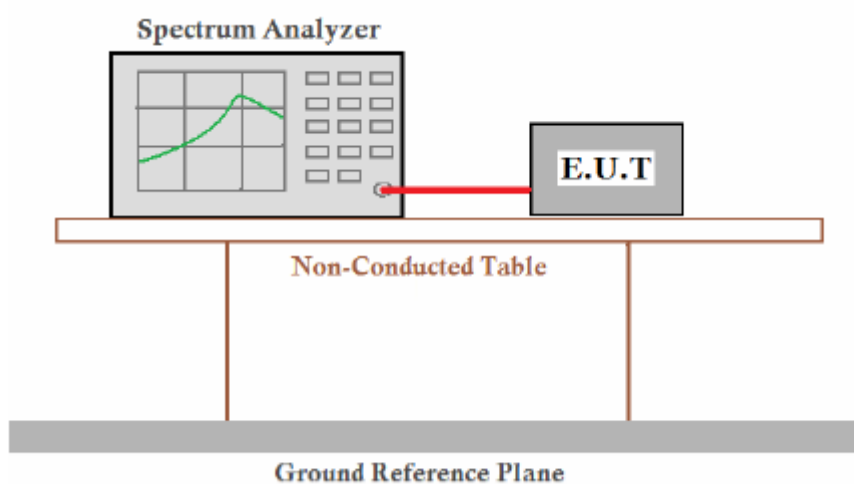 Spectrum Analyzer
E.U.T
Non-Conducted Table
Ground Reference Plane